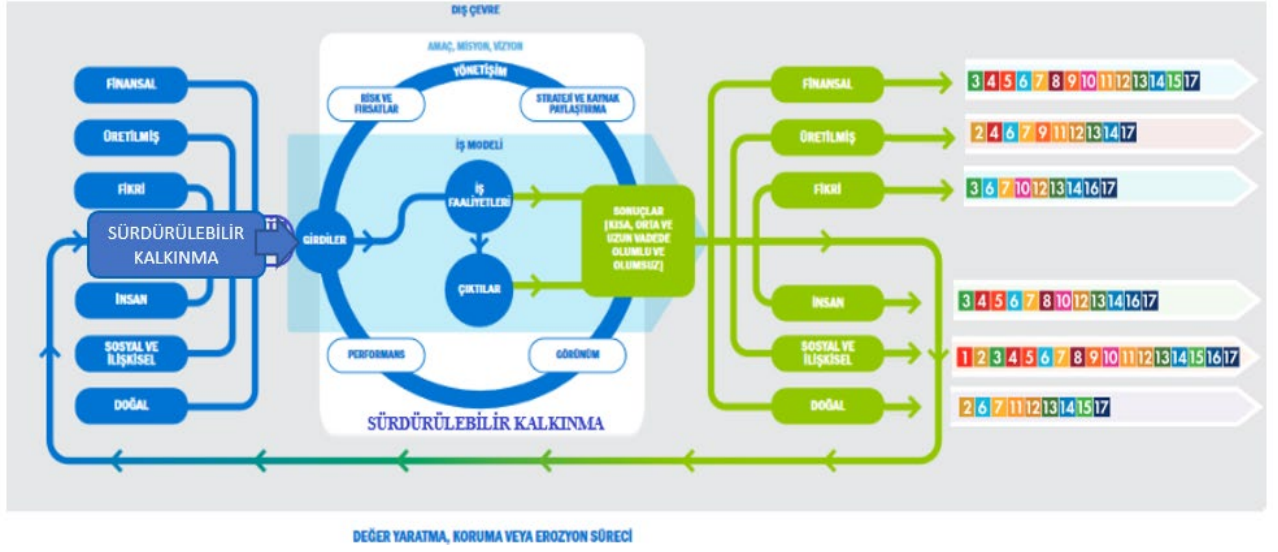 DIŞ ÇEVRE
AMAÇ, MİSYON, VİZYON
YÖNETİŞİM
RİSK VE
FIRSATLAR
STRATEJİ VE KAYNAK
PAYLAŞTIRMA
İŞ MODELİ
FİNANSAL
ÜRETİLMİŞ
FİKRİ
SÜRDÜRÜLEBİLİR
KALKINMA
İNSAN
SOSYAL VE
İLİŞKİSEL
DOĞAL
GİRDİLER
İŞ
FAALİYETLERİ
ÇIKTILAR
SONUÇLAR
[KISA, ORTA VE
UZUN VADEDE
OLUMLU VE
OLUMSUZ]
PERFORMANS
GÖRÜNÜM
SÜRDÜRÜLEBİLİR KALKINMA
FİNANSAL
3 4 5 6 7 8 9 10 11 12 13 14 15 17
ÜRETİLMİŞ
2 4 6 7 9 11 12 13 14 17
FİKRİ
3 6 7 10 12 13 14 16 17
İNSAN
3 4 5 6 7 8 10 12 13 14 16 17
SOSYAL VE
İLİŞKİSEL
1 2 3 4 5 6 7 8 9 10 11 12 13 14 15 16 17
DOĞAL
2 6 7 11 12 13 14 15 17
DEĞER YARATMA, KORUMA VEYA EROZYON SÜRECİ